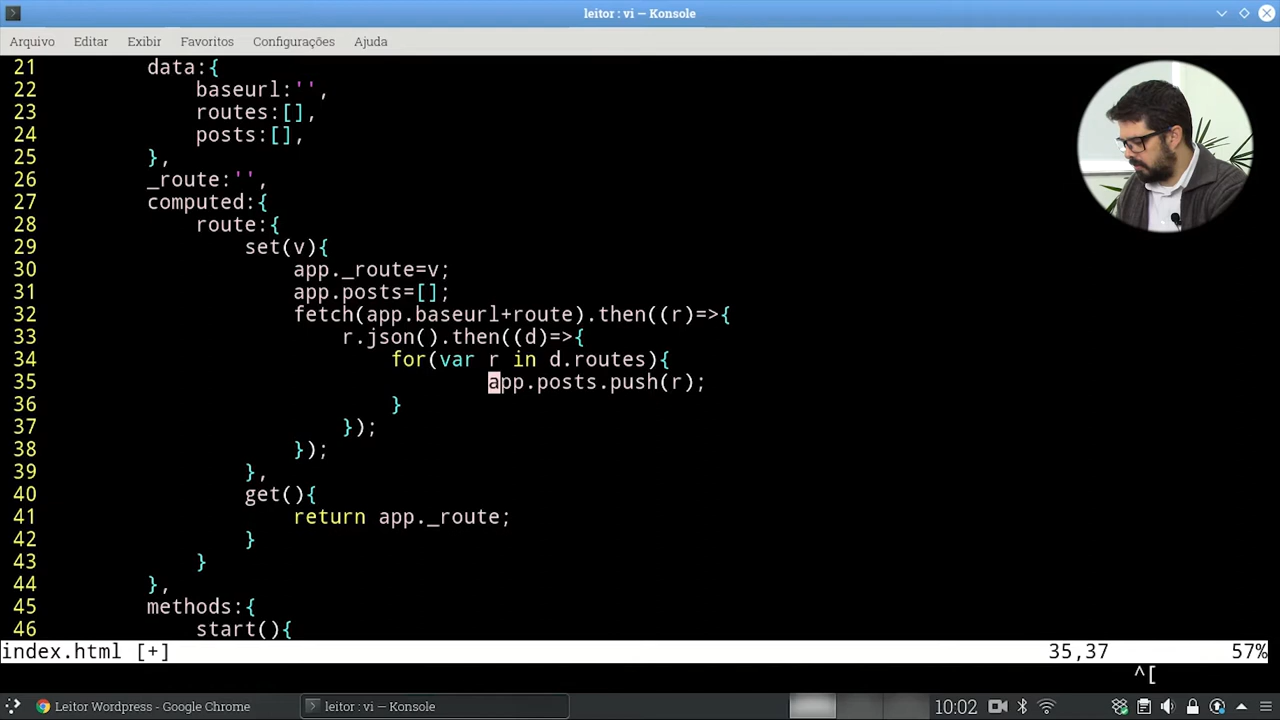 leitor : vi — Konsole
Arquivo Editar Exibir Favoritos Configurações Ajuda
21 data:{
22 baseurl:'',
23 routes:[],
24 posts:[],
25 },
26 _route:'',
27 computed:{
28 route:{
29 set(v){
30 app._route=v;
31 app.posts=[];
32 fetch(app.baseurl+route).then((r)=>{
33 r.json().then((d)=>{
34 for(var r in d.routes){
35 app.posts.push(r);
36 }
37 });
38 });
39 },
40 get(){
41 return app._route;
42 }
43 }
44 },
45 methods:{
46 start(){
index.html [+] 35,37 57%
^[
Leitor Wordpress - Google Chrome leitor : vi — Konsole 10:02